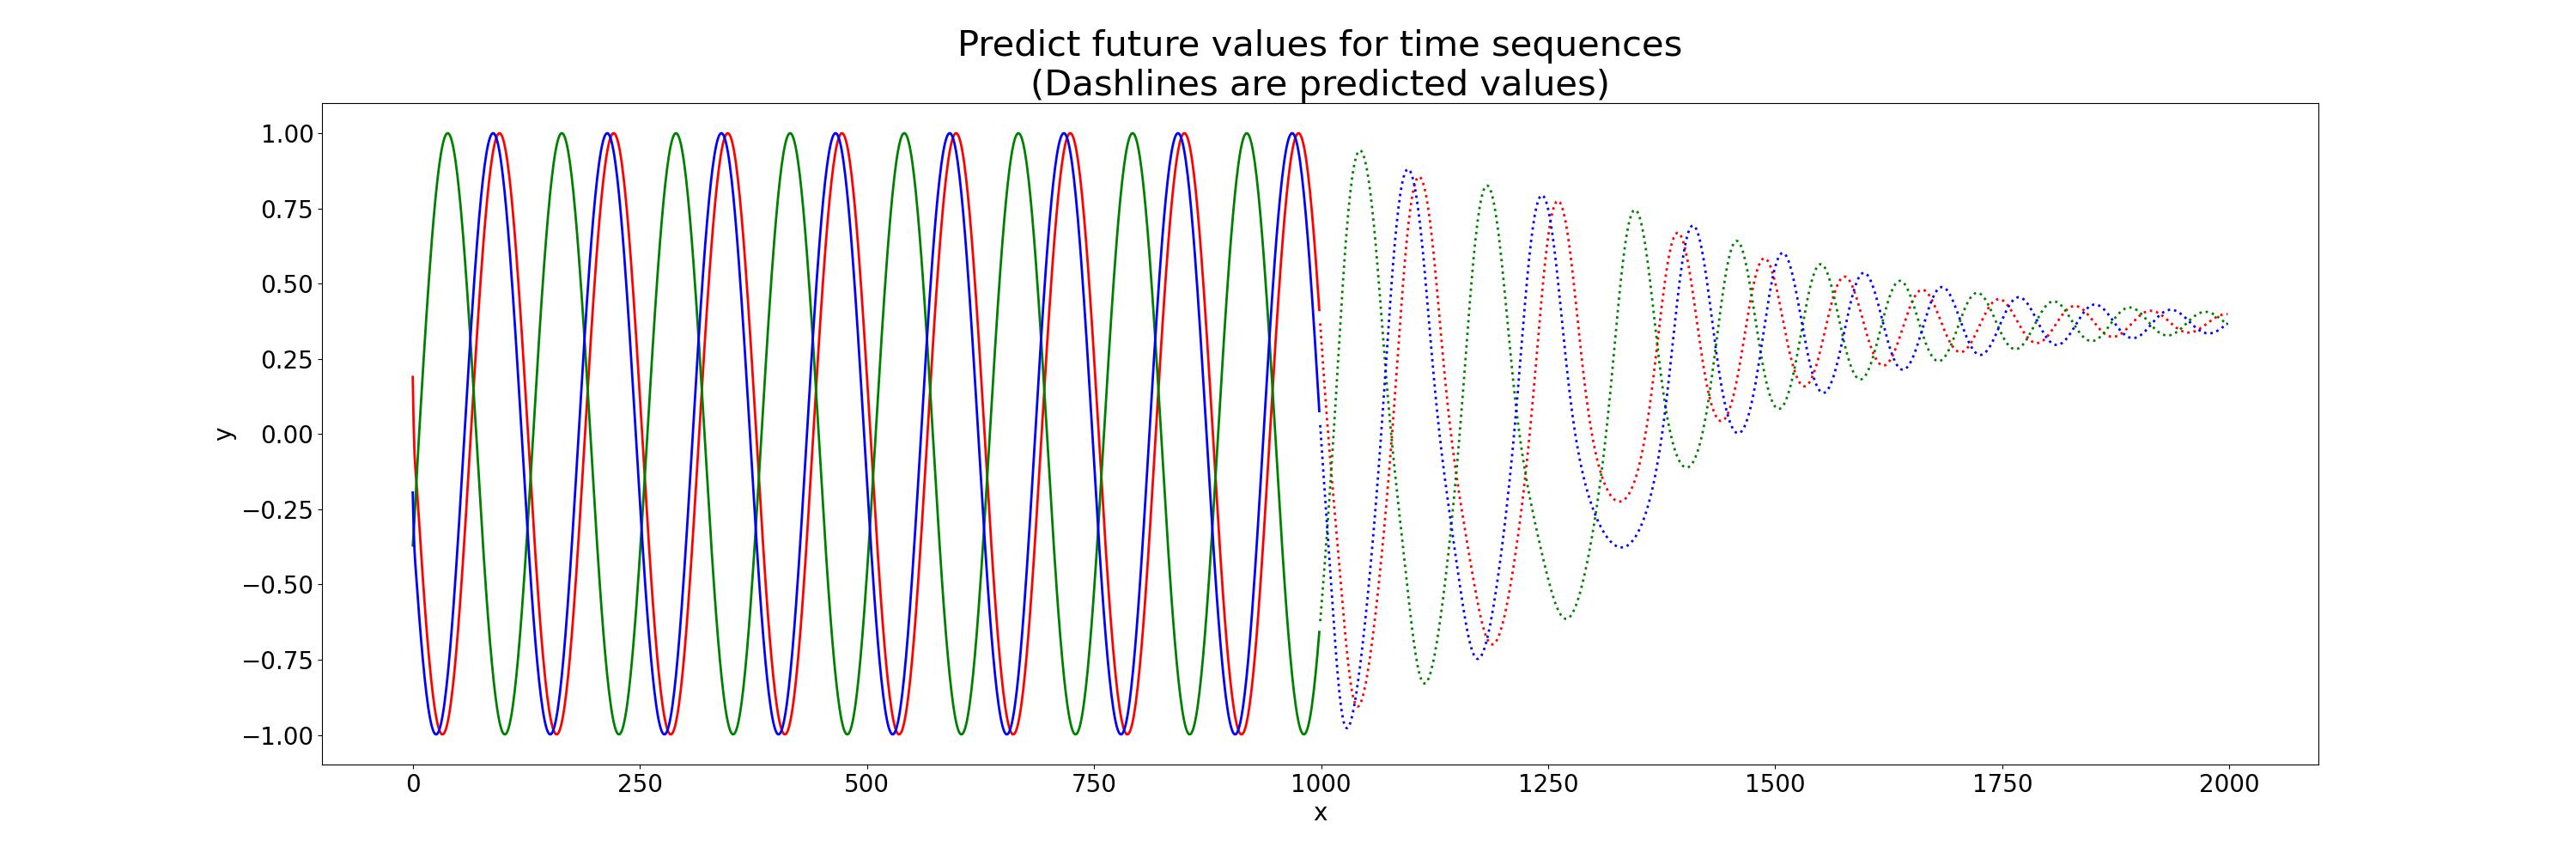 Predict future values for time sequences
(Dashlines are predicted values)
1.00
0.75
0.50
0.25
0.00
−0.25
−0.50
−0.75
−1.00
y
0 250 500 750 1000 1250 1500 1750 2000
x